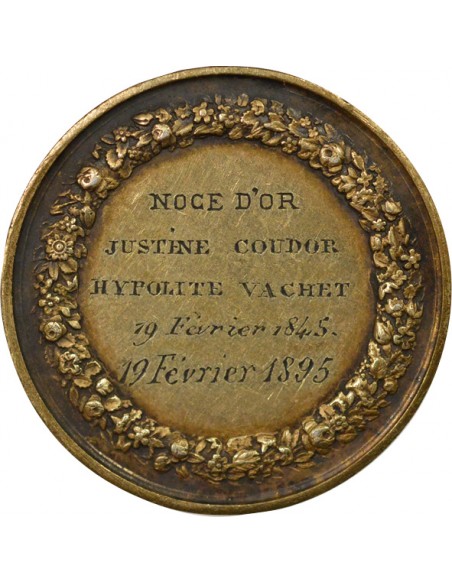 NOCE D'OR
JUSTINE COUDOR
HYPOLITE VACHET
19 Février 1845.
19 Février 1895